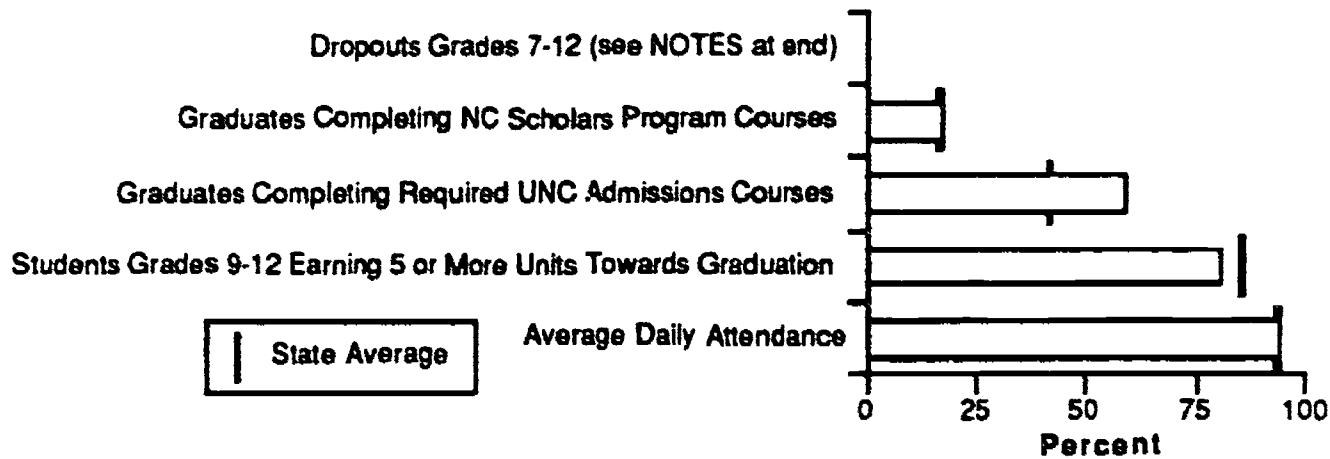 Dropouts Grades 7-12 (see NOTES at end)
Graduates Completing NC Scholars Program Courses
Graduates Completing Required UNC Admissions Courses
Students Grades 9-12 Earning 5 or More Units Towards Graduation
Average Daily Attendance
State Average
0 25 50 75 100
Percent